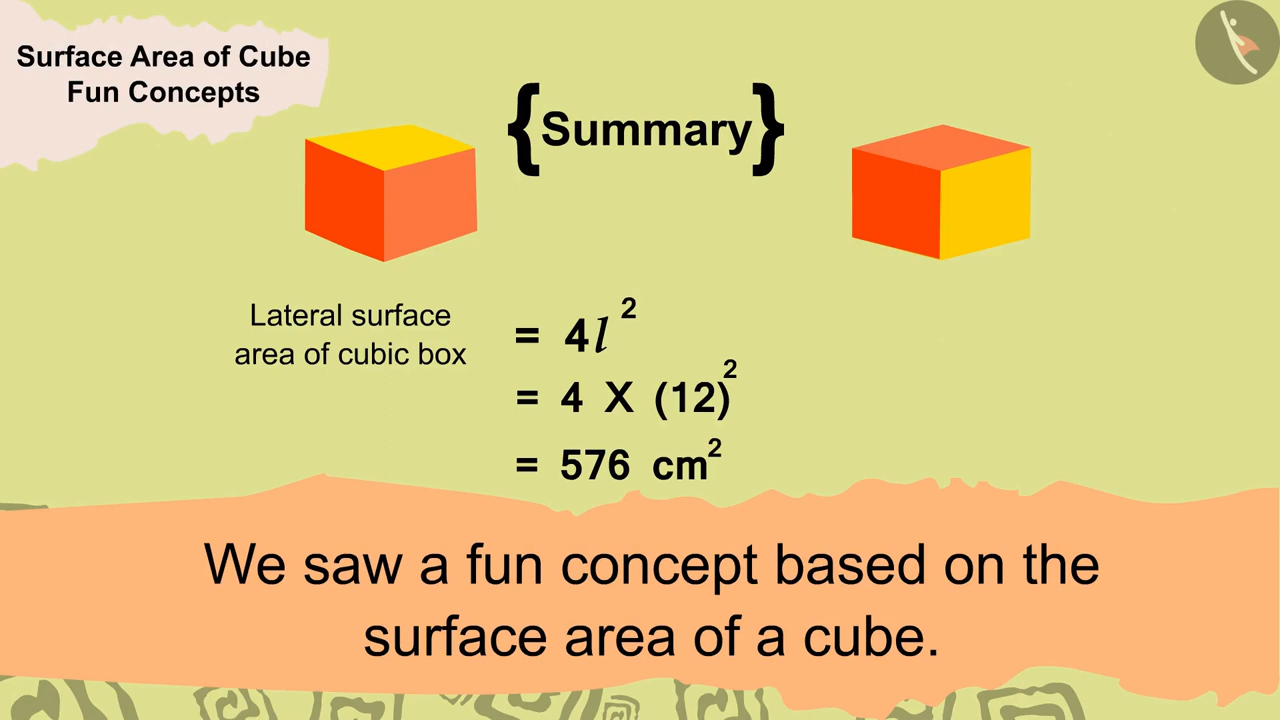 Surface Area of Cube
Fun Concepts
{Summary}
Lateral surface
area of cubic box
= 4l²
= 4 X (12)²
= 576 cm²
We saw a fun concept based on the
surface area of a cube.